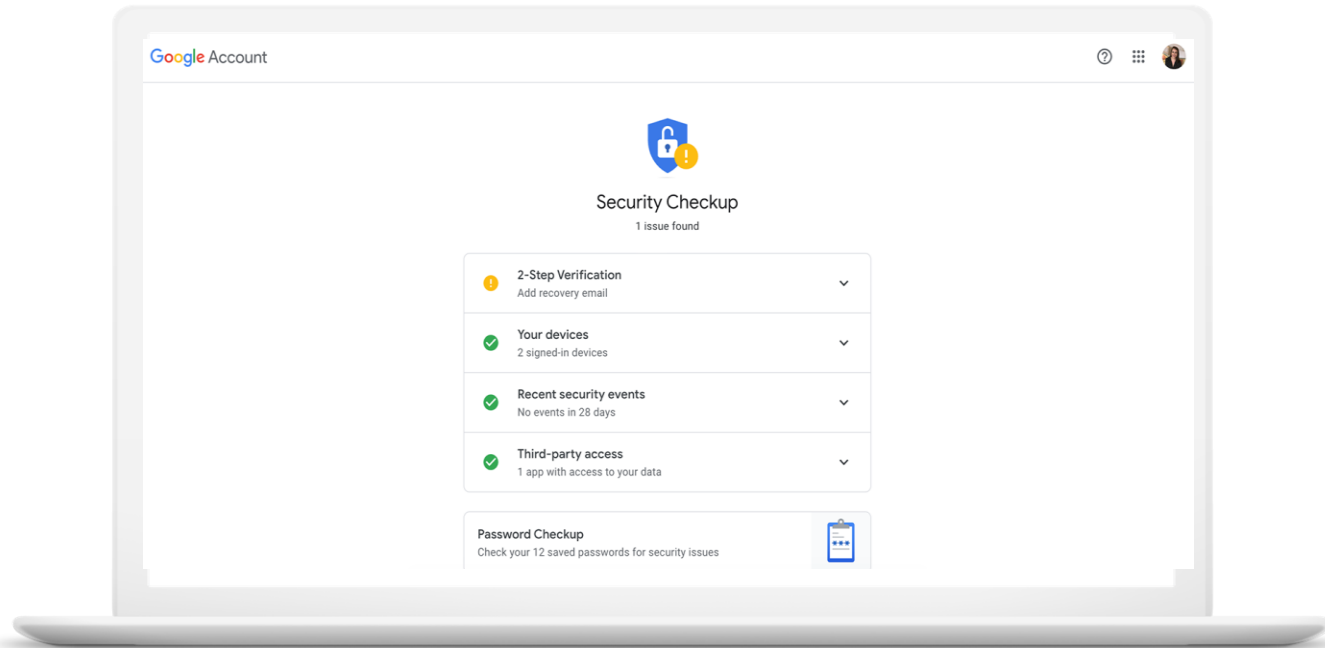 Google Account
Security Checkup
1 issue found
2-Step Verification
Add recovery email
Your devices
2 signed-in devices
Recent security events
No events in 28 days
Third-party access
1 app with access to your data
Password Checkup
Check your 12 saved passwords for security issues